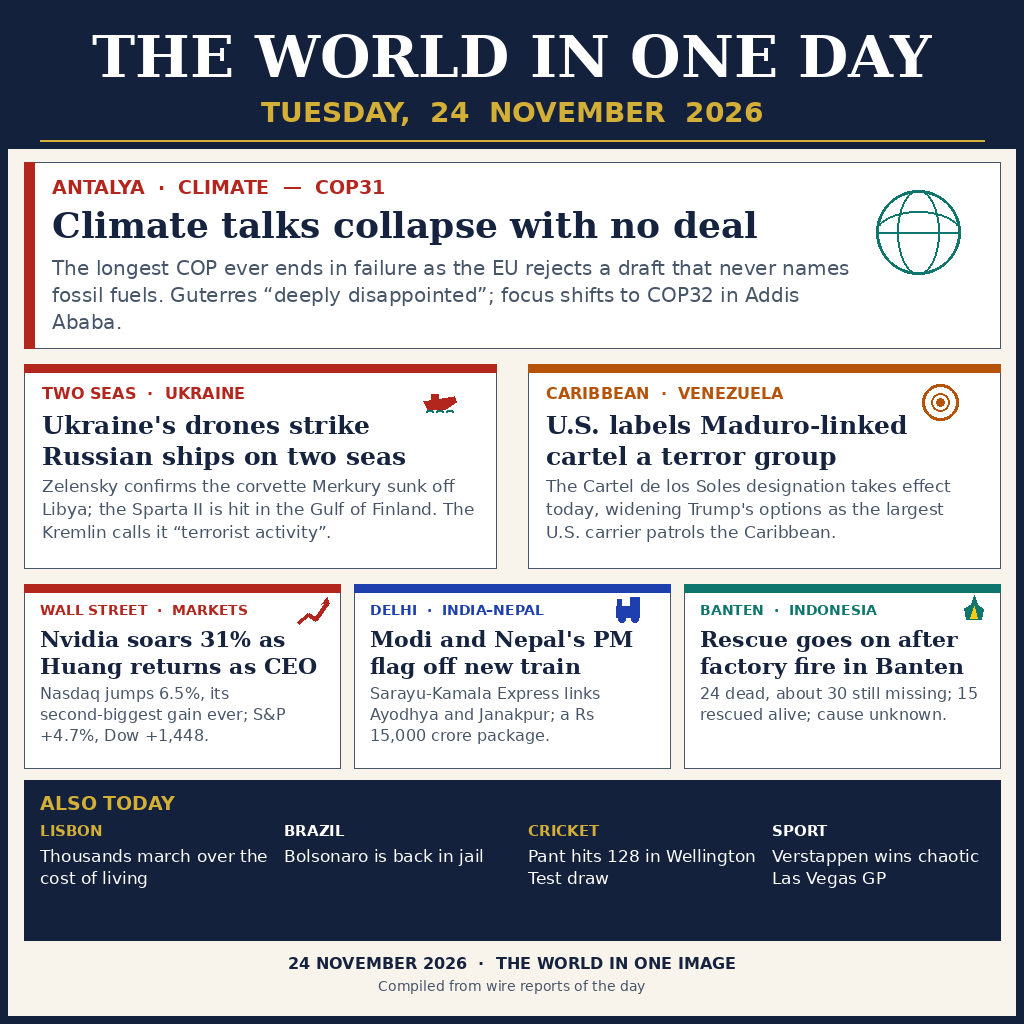 THE WORLD IN ONE DAY
TUESDAY, 24 NOVEMBER 2026
ANTALYA · CLIMATE — COP31
Climate talks collapse with no deal
The longest COP ever ends in failure as the EU rejects a draft that never names
fossil fuels. Guterres “deeply disappointed”; focus shifts to COP32 in Addis
Ababa.
TWO SEAS · UKRAINE
Ukraine's drones strike
Russian ships on two seas
Zelensky confirms the corvette Merkury sunk off
Libya; the Sparta II is hit in the Gulf of Finland. The
Kremlin calls it “terrorist activity”.
CARIBBEAN · VENEZUELA
U.S. labels Maduro-linked
cartel a terror group
The Cartel de los Soles designation takes effect
today, widening Trump's options as the largest
U.S. carrier patrols the Caribbean.
WALL STREET · MARKETS
Nvidia soars 31% as
Huang returns as CEO
Nasdaq jumps 6.5%, its
second-biggest gain ever; S&P
+4.7%, Dow +1,448.
DELHI · INDIA–NEPAL
Modi and Nepal's PM
flag off new train
Sarayu-Kamala Express links
Ayodhya and Janakpur; a Rs
15,000 crore package.
BANTEN · INDONESIA
Rescue goes on after
factory fire in Banten
24 dead, about 30 still missing; 15
rescued alive; cause unknown.
ALSO TODAY
LISBON
Thousands march over the
cost of living
BRAZIL
Bolsonaro is back in jail
CRICKET
Pant hits 128 in Wellington
Test draw
SPORT
Verstappen wins chaotic
Las Vegas GP
24 NOVEMBER 2026 · THE WORLD IN ONE IMAGE
Compiled from wire reports of the day